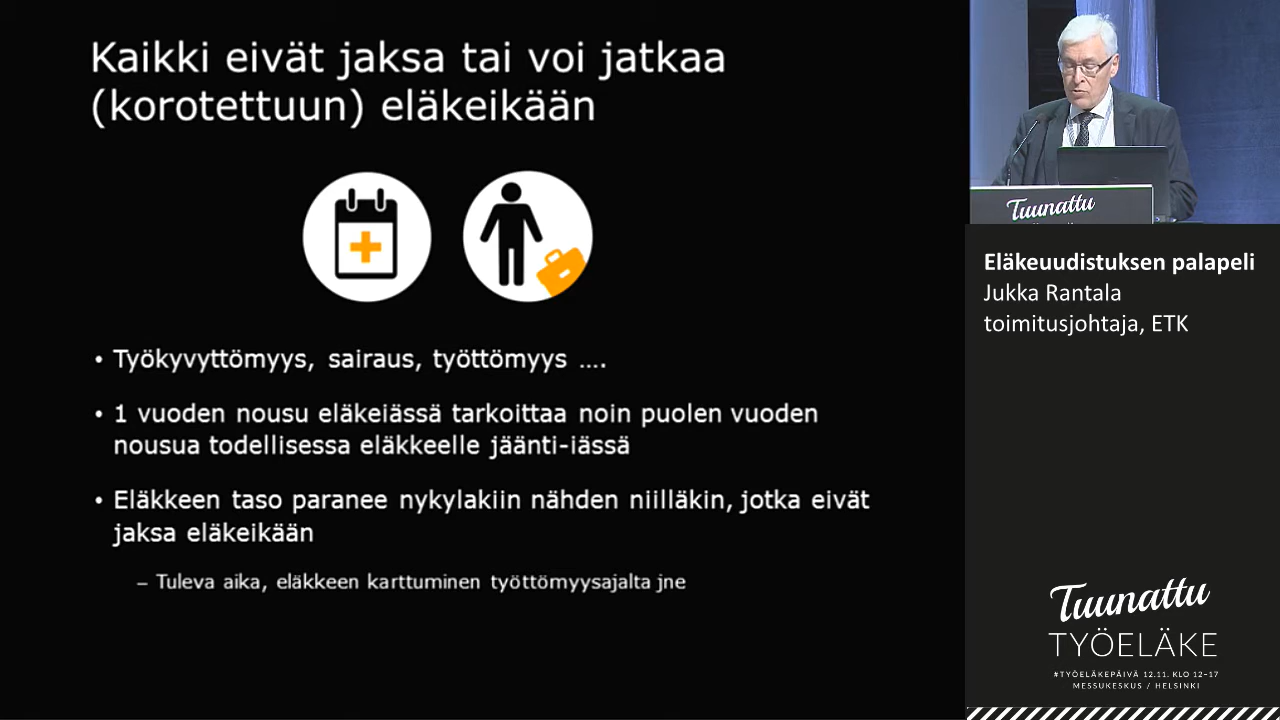 Kaikki eivät jaksa tai voi jatkaa
(korotettuun) eläkeikään
• Työkyvyttömyys, sairaus, työttömyys ....
• 1 vuoden nousu eläkeiässä tarkoittaa noin puolen vuoden
nousua todellisessa eläkkeelle jäänti-iässä
• Eläkkeen taso paranee nykylakiin nähden niilläkin, jotka eivät
jaksa eläkeikään
– Tuleva aika, eläkkeen karttuminen työttömyysajalta jne
Tuunattu
Eläkeuudistuksen palapeli
Jukka Rantala
toimitusjohtaja, ETK
Tuunattu
TYÖELÄKE
#TYÖELÄKEPÄIVÄ 12.11. KLO 12–17
MESSUKESKUS / HELSINKI